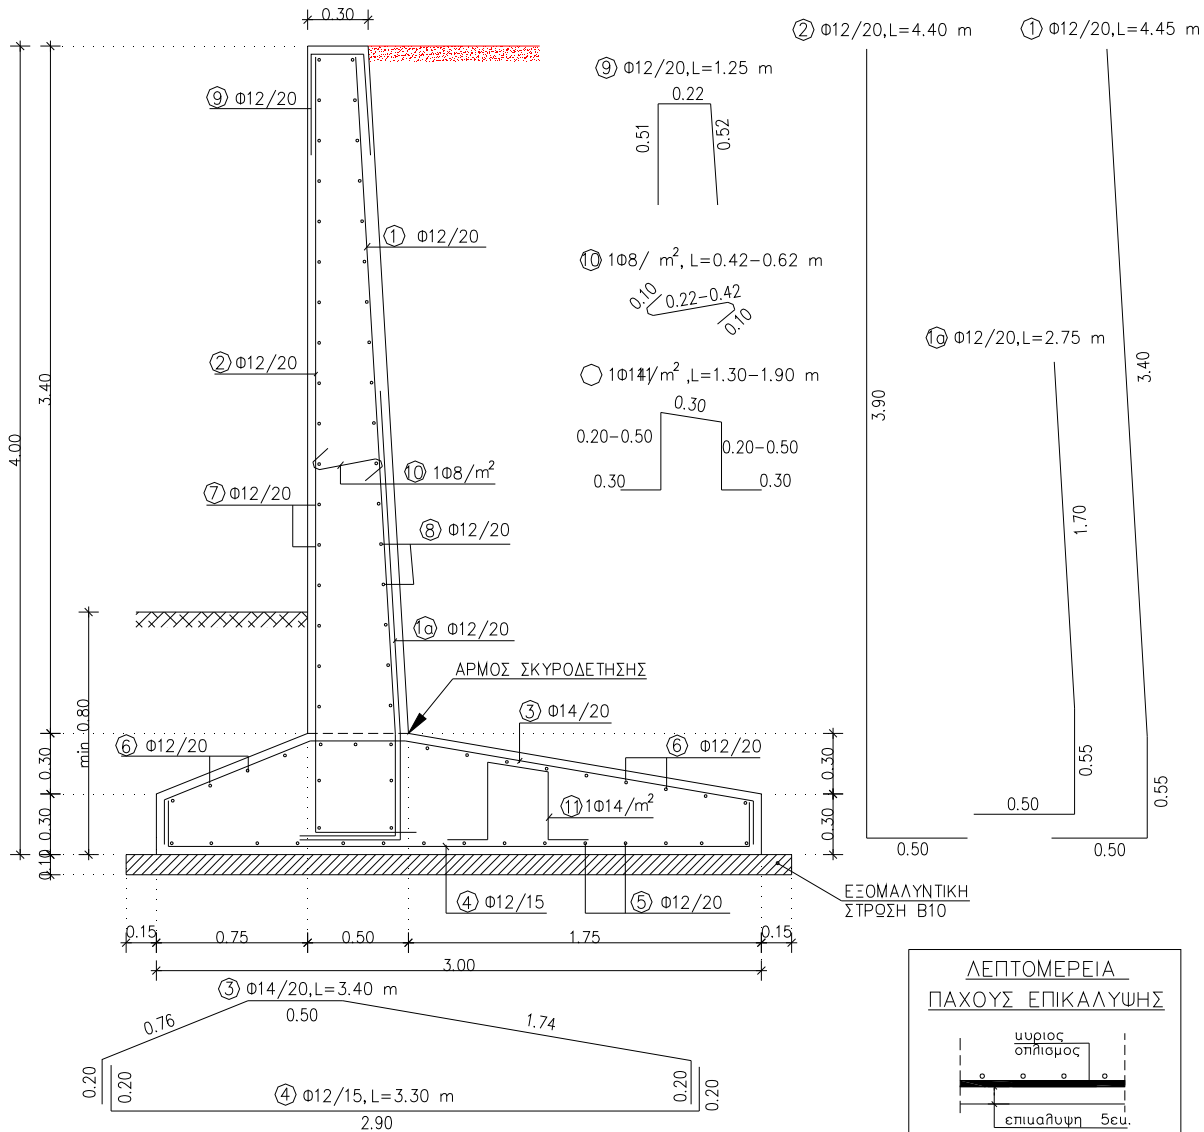 0.30
② Φ12/20,L=4.40 m
① Φ12/20,L=4.45 m
⑨ Φ12/20,L=1.25 m
0.22
0.51
0.52
⑨ Φ12/20
① Φ12/20
⑩ 1Φ8/ m², L=0.42-0.62 m
0.10
0.22-0.42
0.10
1a Φ12/20,L=2.75 m
② Φ12/20
3.40
4.00
3.90
3.40
L=1.30-1.90 m
0.30
0.20-0.50
0.20-0.50
0.30
0.30
⑩ 1Φ8/m²
⑦ Φ12/20
⑧ Φ12/20
1.70
1a Φ12/20
ΑΡΜΟΣ ΣΚΥΡΟΔΕΤΗΣΗΣ
min 0.80
③ Φ14/20
⑥ Φ12/20
⑥ Φ12/20
0.30
0.30
0.55
0.55
⑪ 1Φ14/m²
0.50
0.30
0.30
0.10
0.50
0.50
④ Φ12/15
⑤ Φ12/20
ΕΞΟΜΑΛΥΝΤΙΚΗ
ΣΤΡΩΣΗ Β10
0.15
0.75
0.50
1.75
0.15
3.00
③ Φ14/20,L=3.40 m
0.76
0.50
1.74
0.20
0.20
④ Φ12/15,L=3.30 m
0.20
0.20
2.90
ΛΕΠΤΟΜΕΡΕΙΑ
ΠΑΧΟΥΣ ΕΠΙΚΑΛΥΨΗΣ
μυριος
οπλισμος
επιυαλυψη 5ευ.